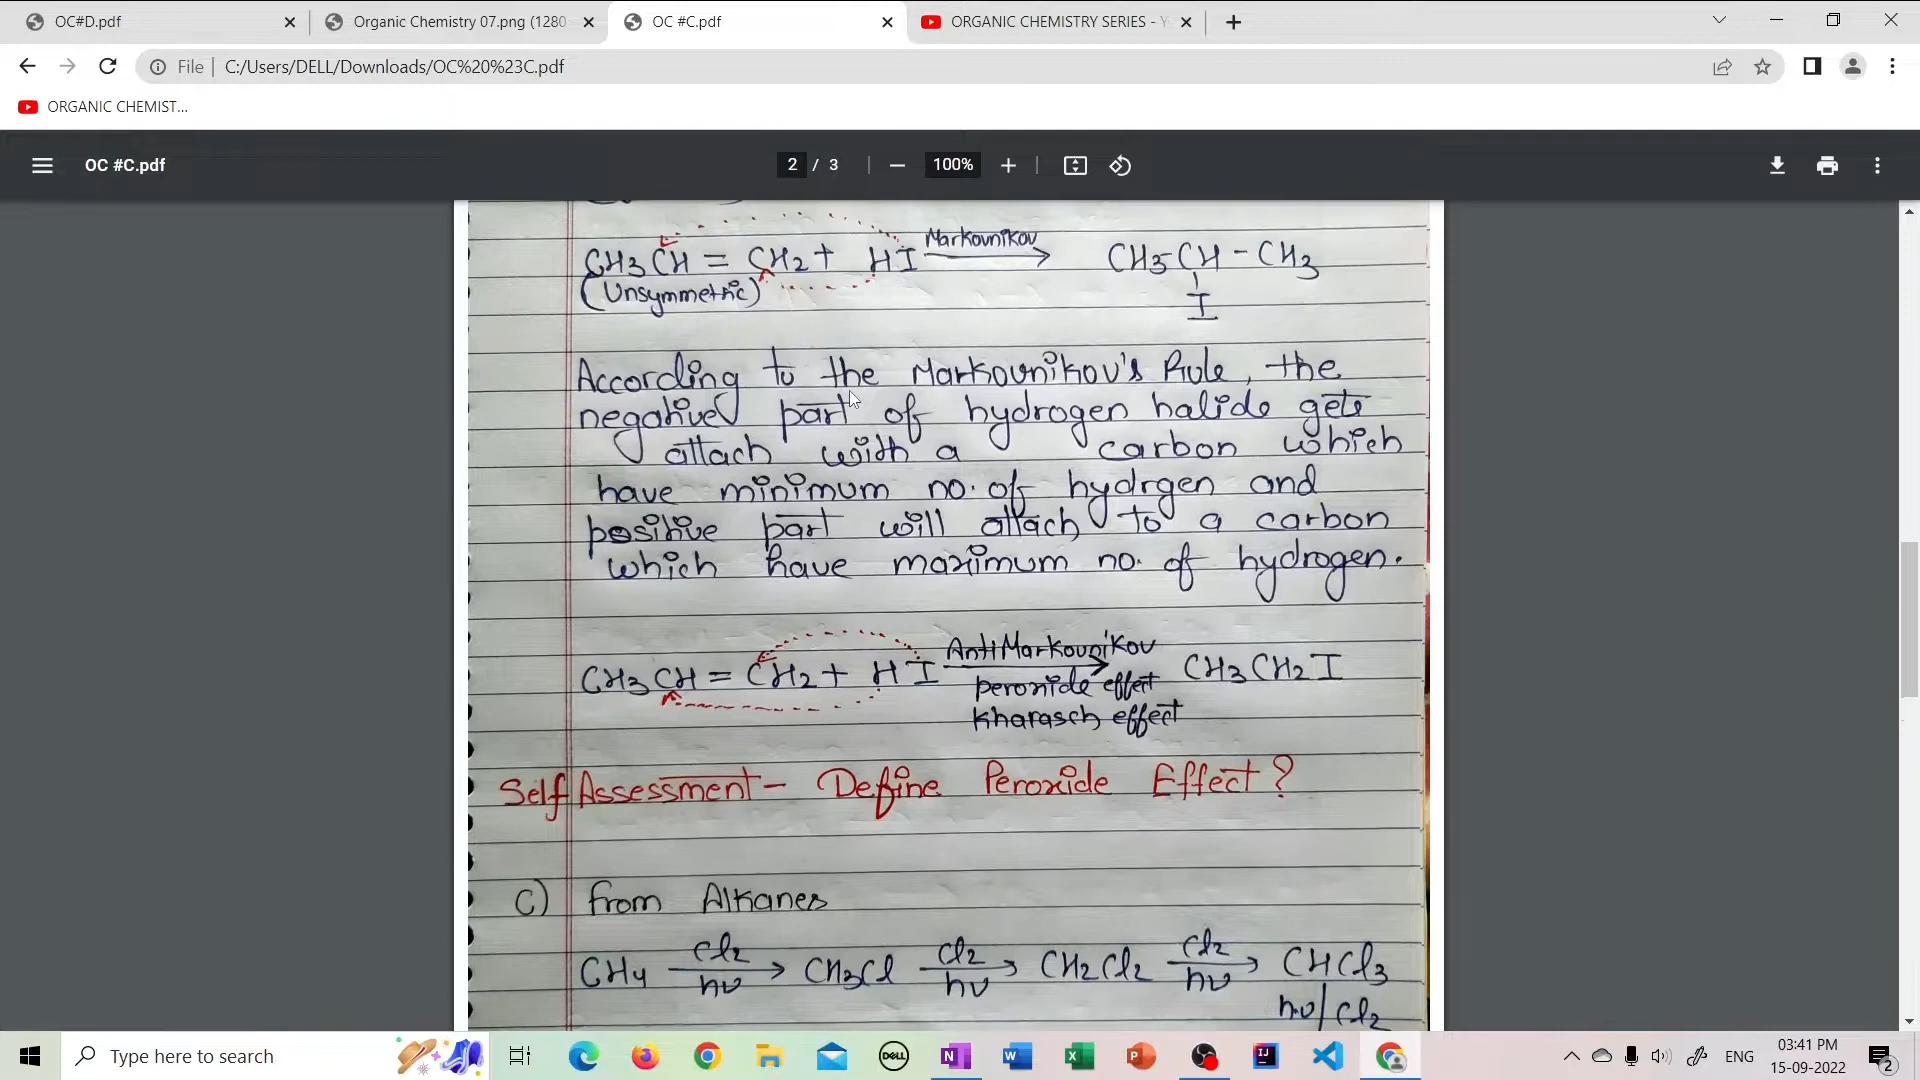 OC#D.pdf
Organic Chemistry 07.png (1280
OC #C.pdf
ORGANIC CHEMISTRY SERIES - Y
File
C:/Users/DELL/Downloads/OC%20%23C.pdf
ORGANIC CHEMIST...
OC #C.pdf
2 / 3
100%
CH3CH = CH2 + HI Markovnikov CH3CH - CH3
(Unsymmetric)
I
According to the Markovnikov's Rule, the
negative part of hydrogen halide gets
attach with a carbon which
have minimum no. of hydrgen and
positive part will attach to a carbon
which have maximum no. of hydrogen.
CH3CH = CH2 + HI AntiMarkovnikov CH3CH2I
peroxide effect
Kharasch effect
Self Assessment - Define Peroxide Effect?
C) from Alkanes
CH4 Cl2 hν CH3Cl Cl2 hν CH2Cl2 Cl2 hν CHCl3
hν/Cl2
Type here to search
DELL
ENG
03:41 PM
15-09-2022
2